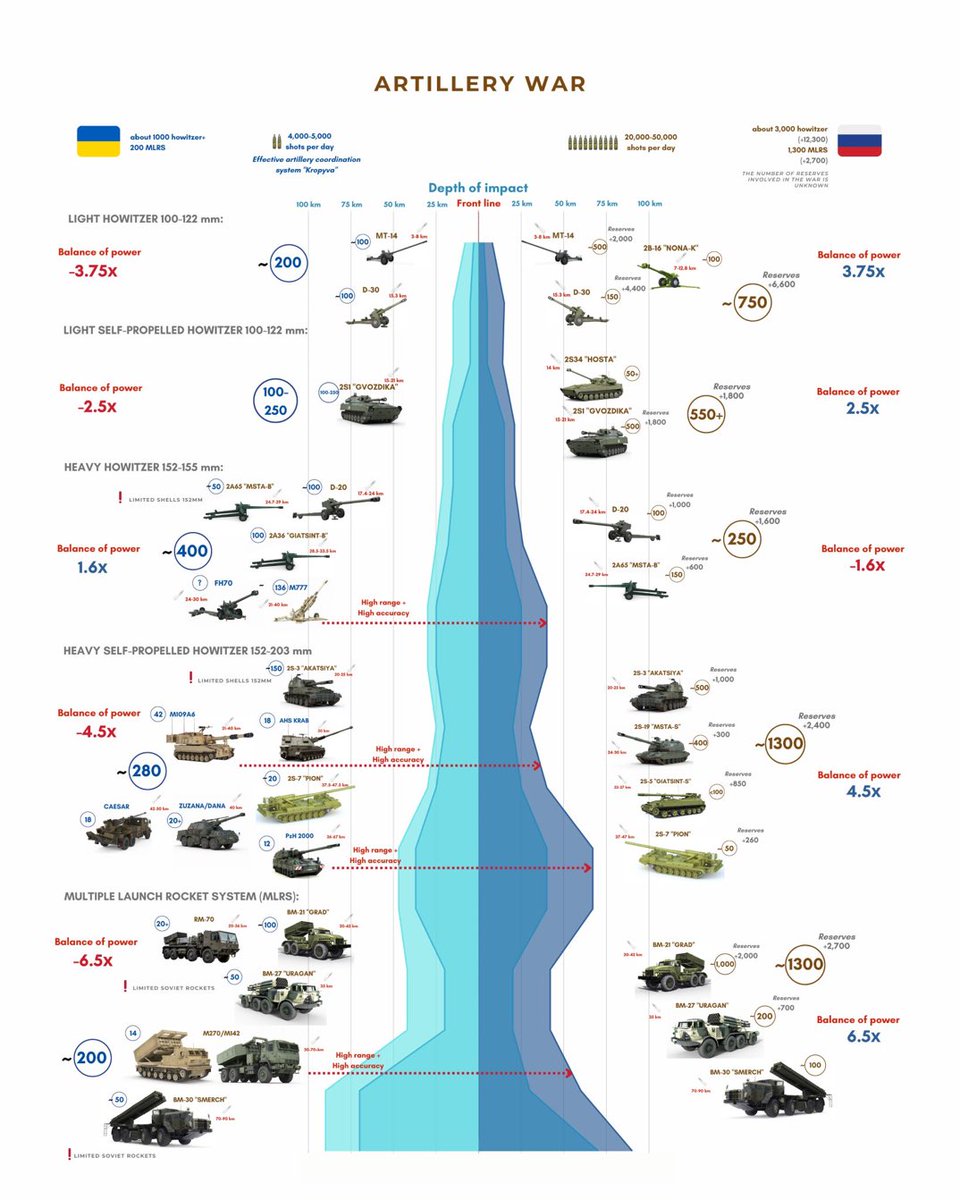 ARTILLERY WAR
about 1000 howitzer+
200 MLRS
4,000-5,000
shots per day
Effective artillery coordination
system "Kropyva"
20,000-50,000
shots per day
about 3,000 howitzer
(+12,300)
1,300 MLRS
(+2,700)
THE NUMBER OF RESERVES
INVOLVED IN THE WAR IS
UNKNOWN
Depth of impact
100 km 75 km 50 km 25 km Front line 25 km 50 km 75 km 100 km
LIGHT HOWITZER 100-122 mm:
Balance of power
-3.75x
~200
~100
MT-14
3-8 km
~100
D-30
15.3 km
3-8 km
MT-14
~500
Reserves
+2,000
2B-16 "NONA-K"
~100
7-12,8 km
15.3 km
D-30
~150
Reserves
+4,400
Reserves
+6,600
~750
Balance of power
3.75x
LIGHT SELF-PROPELLED HOWITZER 100-122 mm:
Balance of power
-2.5x
100-
250
100-250
2S1 "GVOZDIKA"
15-21 km
2S34 "HOSTA"
14 km
50+
2S1 "GVOZDIKA"
15-21 km
~500
Reserves
+1,800
Reserves
+1,800
550+
Balance of power
2.5x
HEAVY HOWITZER 152-155 mm:
! LIMITED SHELLS 152MM
~50 2A65 "MSTA-B"
24.7-29 km
~100 D-20
17.4-24 km
Balance of power
1.6x
~400
100 2A36 "GIATSINT-B"
28.5-33.5 km
? FH70
24-30 km
~ 136 M777
21-40 km
High range +
High accuracy
D-20
17.4-24 km
~100
Reserves
+1,000
2A65 "MSTA-B"
24.7-29 km
~150
Reserves
+600
Reserves
+1,600
~250
Balance of power
-1.6x
HEAVY SELF-PROPELLED HOWITZER 152-203 mm
! LIMITED SHELLS 152MM
~150 2S-3 "AKATSIYA"
20-25 km
Balance of power
-4.5x
42 M109A6
21-40 km
18 AHS KRAB
~280
High range +
High accuracy
~20 2S-7 "PION"
37.5-47.5 km
18
CAESAR
42-50 km
20+
ZUZANA/DANA
40 km
12
PzH 2000
36-67 km
High range +
High accuracy
2S-3 "AKATSIYA"
20-25 km
~500
Reserves
+1,000
2S-19 "MSTA-S"
24-30 km
~400
Reserves
+300
2S-5 "GIATSINT-S"
~100
Reserves
+850
2S-7 "PION"
37-47 km
~50
Reserves
+260
Reserves
+2,400
~1300
Balance of power
4.5x
MULTIPLE LAUNCH ROCKET SYSTEM (MLRS):
Balance of power
-6.5x
20+
RM-70
20-36 km
~100
BM-21 "GRAD"
20-42 km
! LIMITED SOVIET ROCKETS
~50
BM-27 "URAGAN"
35 km
~200
14
M270/M142
30-70 km
High range +
High accuracy
~50
BM-30 "SMERCH"
70-90 km
! LIMITED SOVIET ROCKETS
BM-21 "GRAD"
20-42 km
~1,000
Reserves
+2,000
BM-27 "URAGAN"
35 km
~200
Reserves
+700
BM-30 "SMERCH"
70-90 km
~100
Reserves
+2,700
~1300
Balance of power
6.5x